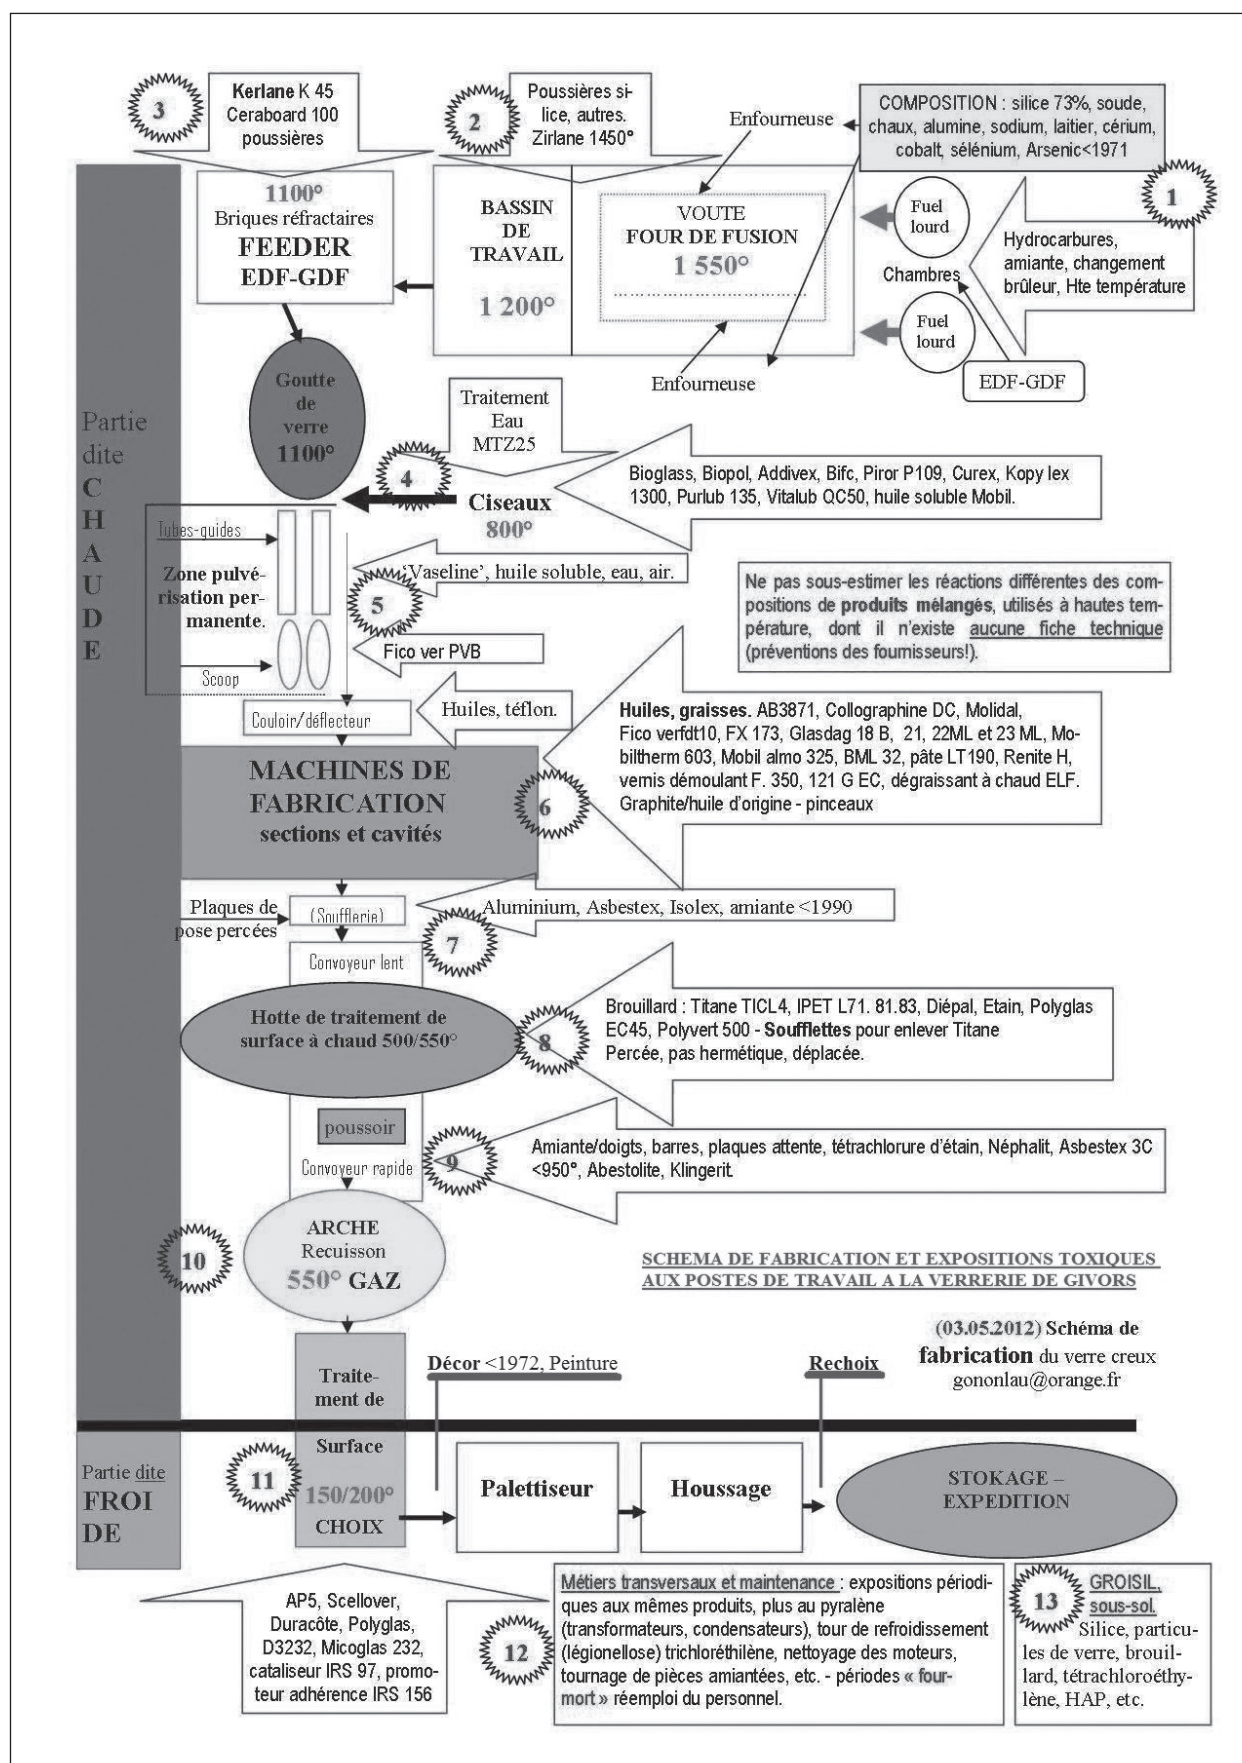 3
Kerlane K 45
Ceraboard 100
poussières
2
Poussières si-
lice, autres.
Zirlane 1450°
Enfourneuse
COMPOSITION : silice 73%, soude,
chaux, alumine, sodium, laitier, cérium,
cobalt, sélénium, Arsenic<1971
1
1100°
Briques réfractaires
FEEDER
EDF-GDF
BASSIN
DE
TRAVAIL
1 200°
VOUTE
FOUR DE FUSION
1 550°
Fuel
lourd
Chambres
Fuel
lourd
Hydrocarbures,
amiante, changement
brûleur, Hte température
Enfourneuse
EDF-GDF
Partie
dite
C
H
A
U
D
E
Goutte
de
verre
1100°
Traitement
Eau
MTZ25
4
Ciseaux
800°
Bioglass, Biopol, Addivex, Bifc, Piror P109, Curex, Kopy lex
1300, Purlub 135, Vitalub QC50, huile soluble Mobil.
Tubes-guides
Zone pulvé-
risation per-
manente.
Scoop
'Vaseline', huile soluble, eau, air.
5
Fico ver PVB
Ne pas sous-estimer les réactions différentes des com-
positions de produits mélangés, utilisés à hautes tem-
pérature, dont il n'existe aucune fiche technique
(préventions des fournisseurs!).
Couloir/déflecteur
Huiles, téflon.
Huiles, graisses. AB3871, Collographine DC, Molidal,
Fico verfdt10, FX 173, Glasdag 18 B, 21, 22ML et 23 ML, Mo-
biltherm 603, Mobil almo 325, BML 32, pâte LT190, Renite H,
vernis démoulant F. 350, 121 G EC, dégraissant à chaud ELF.
Graphite/huile d'origine - pinceaux
MACHINES DE
FABRICATION
sections et cavités
6
Plaques de
pose percées
(Soufflerie)
Aluminium, Asbestex, Isolex, amiante <1990
7
Convoyeur lent
Hotte de traitement de
surface à chaud 500/550°
8
Brouillard : Titane TICL4, IPET L71. 81.83, Diépal, Etain, Polyglas
EC45, Polyvert 500 - Soufflettes pour enlever Titane
Percée, pas hermétique, déplacée.
poussoir
Convoyeur rapide
9
Amiante/doigts, barres, plaques attente, tétrachlorure d'étain, Néphalit, Asbestex 3C
<950°, Abestolite, Klingerit.
10
ARCHE
Recuisson
550° GAZ
SCHEMA DE FABRICATION ET EXPOSITIONS TOXIQUES
AUX POSTES DE TRAVAIL A LA VERRERIE DE GIVORS
(03.05.2012) Schéma de
fabrication du verre creux
gononlau@orange.fr
Traite-
ment de
Surface
150/200°
CHOIX
Décor <1972, Peinture
Rechoix
Partie dite
FROI
DE
11
Palettiseur
Houssage
STOKAGE –
EXPEDITION
AP5, Scellover,
Duracôte, Polyglas,
D3232, Micoglas 232,
cataliseur IRS 97, promo-
teur adhérence IRS 156
12
Métiers transversaux et maintenance : expositions périodi-
ques aux mêmes produits, plus au pyralène
(transformateurs, condensateurs), tour de refroidissement
(légionellose) trichloréthilène, nettoyage des moteurs,
tournage de pièces amiantées, etc. - périodes « four-
mort » réemploi du personnel.
13
GROISIL,
sous-sol.
Silice, particu-
les de verre, brouil-
lard, tétrachloroéthy-
lène, HAP, etc.